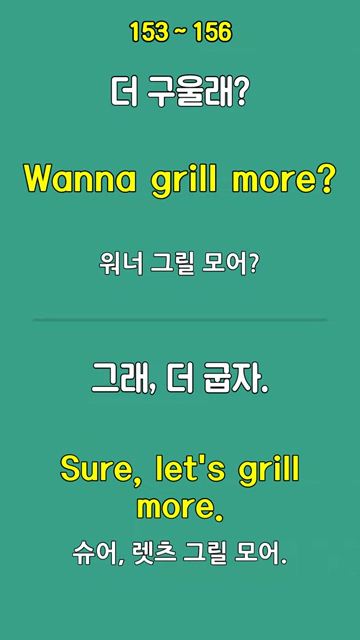 153 ~ 156
더 구울래?
Wanna grill more?
워너 그릴 모어?
그래, 더 굽자.
Sure, let's grill
more.
슈어, 렛츠 그릴 모어.